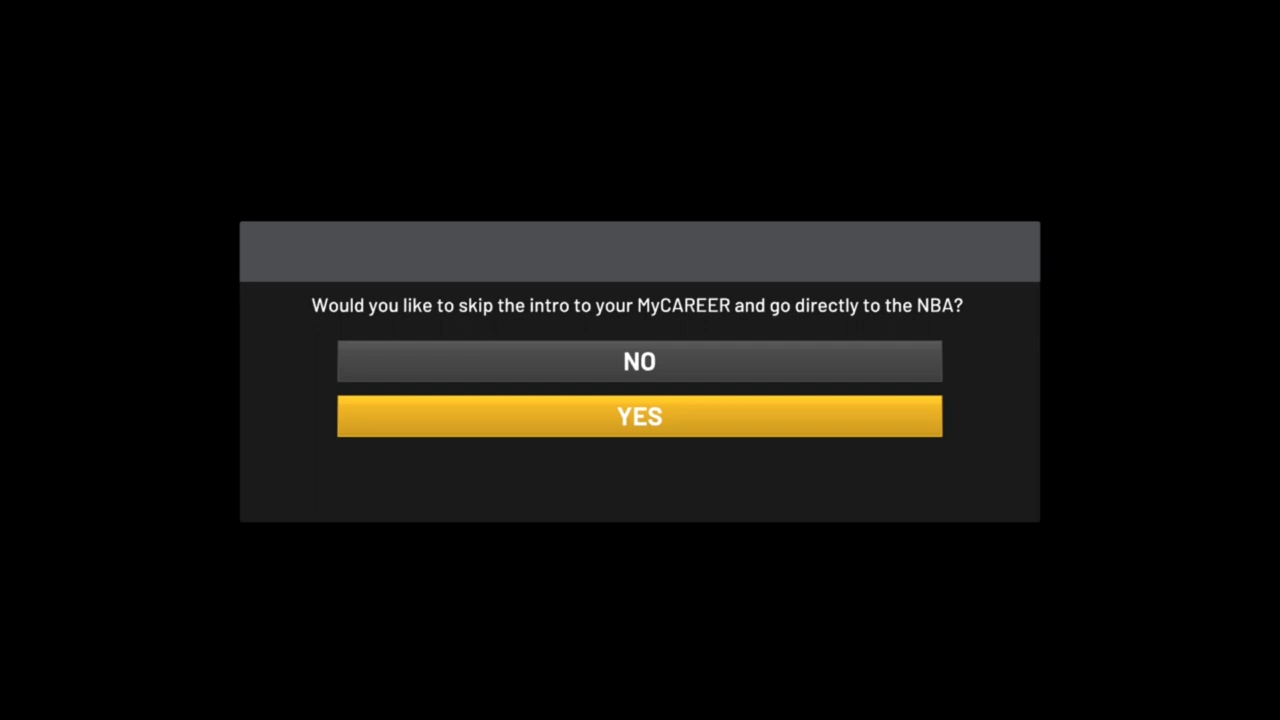 Would you like to skip the intro to your MyCAREER and go directly to the NBA?
NO
YES